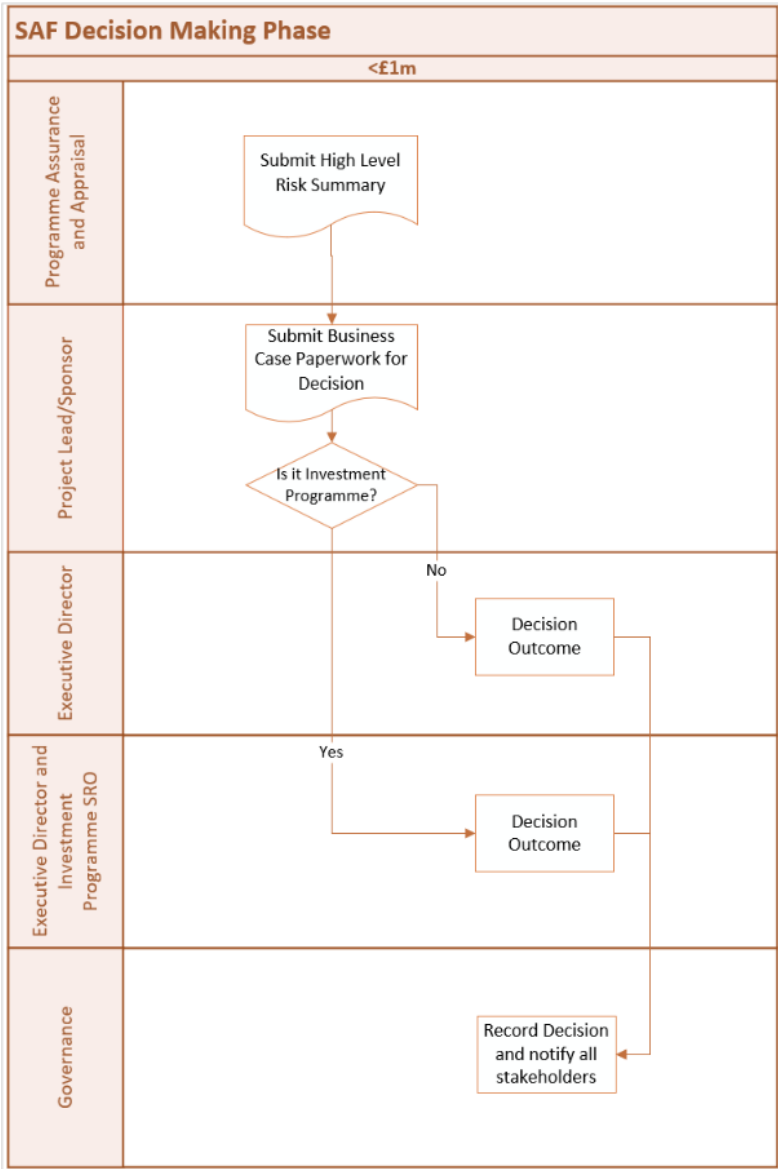 SAF Decision Making Phase
<£1m
Programme Assurance
and Appraisal
Submit High Level
Risk Summary
Project Lead/Sponsor
Submit Business
Case Paperwork for
Decision
Is it Investment
Programme?
Executive Director
No
Decision
Outcome
Executive Director and
Investment
Programme SRO
Yes
Decision
Outcome
Governance
Record Decision
and notify all
stakeholders